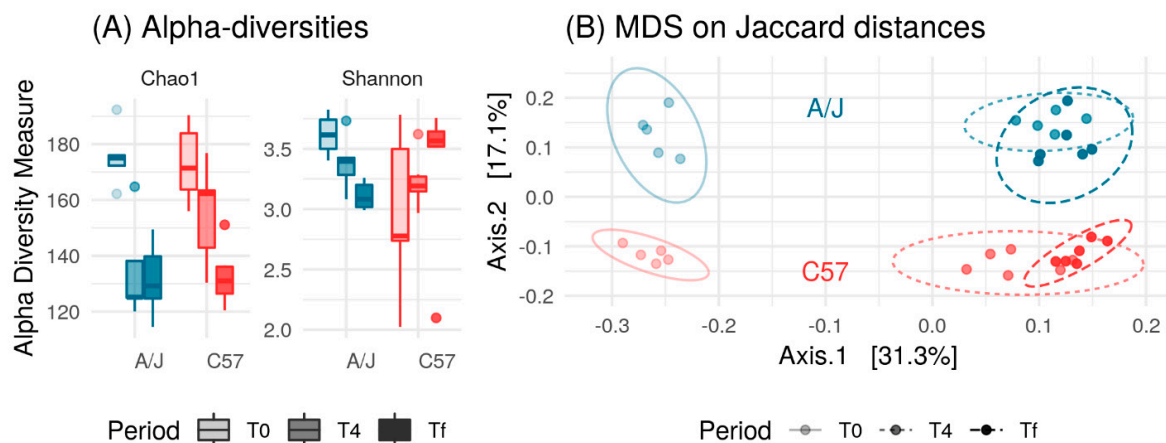 (A) Alpha-diversities
Chao1
Shannon
Alpha Diversity Measure
180
160
140
120
3.5
3.0
2.5
2.0
A/J
C57
A/J
C57
Period T0 T4 Tf
(B) MDS on Jaccard distances
Axis.2 [17.1%]
0.2
0.1
0.0
-0.1
-0.2
A/J
C57
-0.3 -0.2 -0.1 0.0 0.1 0.2
Axis.1 [31.3%]
Period T0 T4 Tf